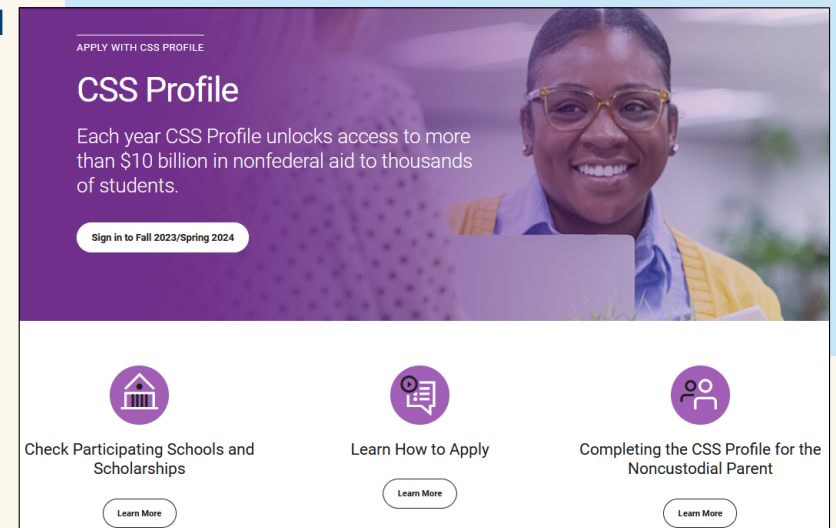 APPLY WITH CSS PROFILE
CSS Profile
Each year CSS Profile unlocks access to more
than $10 billion in nonfederal aid to thousands
of students.
Sign in to Fall 2023/Spring 2024
Check Participating Schools and
Scholarships
Learn More
Learn How to Apply
Learn More
Completing the CSS Profile for the
Noncustodial Parent
Learn More